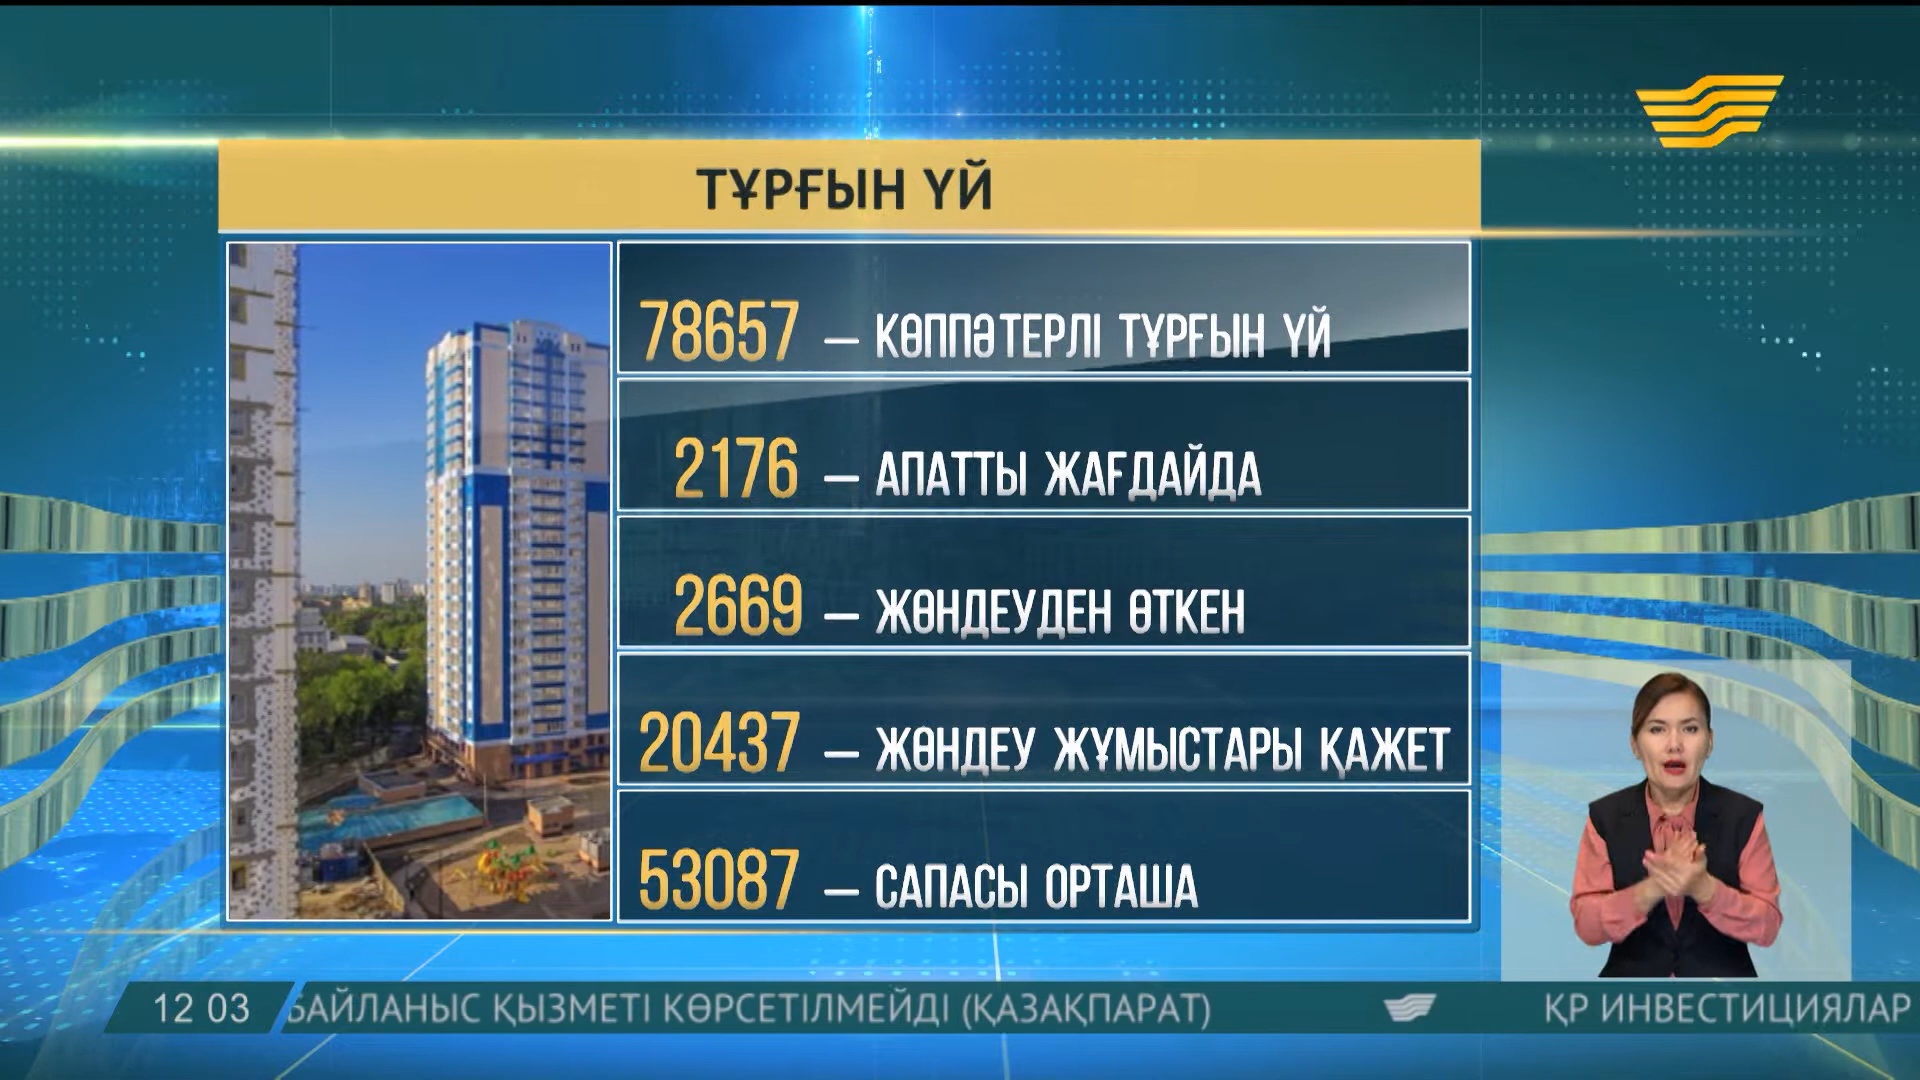 ТҰРҒЫН ҮЙ
78657 – КӨППӘТЕРЛІ ТҰРҒЫН ҮЙ
2176 – АПАТТЫ ЖАҒДАЙДА
2669 – ЖӨНДЕУДЕН ӨТКЕН
20437 – ЖӨНДЕУ ЖҰМЫСТАРЫ ҚАЖЕТ
53087 – САПАСЫ ОРТАША
12 03 БАЙЛАНЫС ҚЫЗМЕТІ КӨРСЕТІЛМЕЙДІ (ҚАЗАҚПАРАТ) ҚР ИНВЕСТИЦИЯЛАР